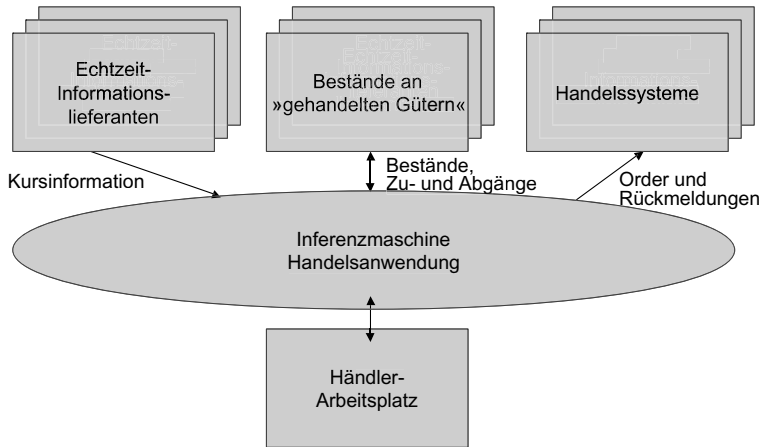 Echtzeit-
Informations-
lieferanten
Bestände an
»gehandelten Gütern«
Handelssysteme
Kursinformation
Bestände,
Zu- und Abgänge
Order und
Rückmeldungen
Inferenzmaschine
Handelsanwendung
Händler-
Arbeitsplatz